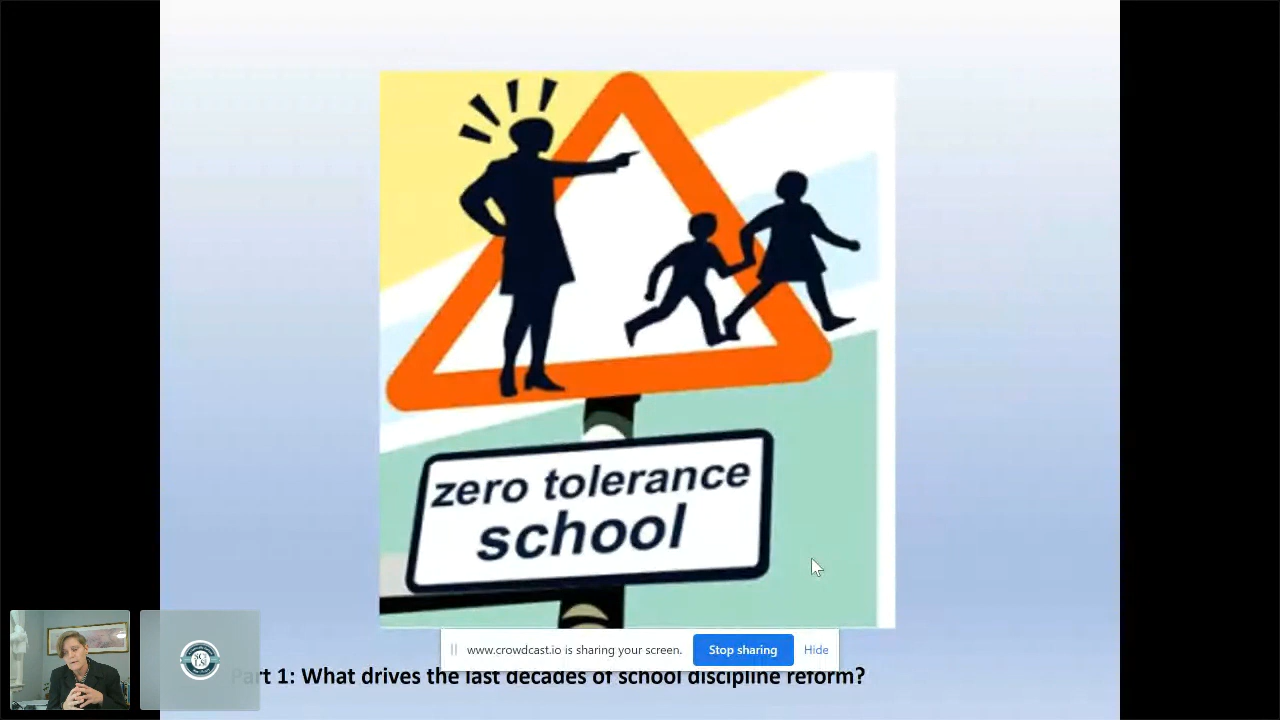 zero tolerance
school
www.crowdcast.io is sharing your screen.
Stop sharing
Hide
Part 1: What drives the last decades of school discipline reform?